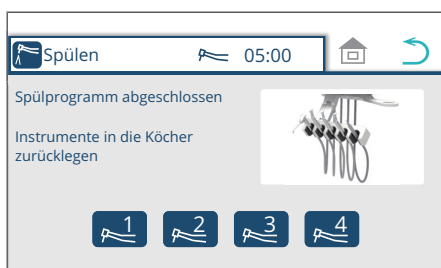 Spülen 05:00
Spülprogramm abgeschlossen
Instrumente in die Köcher
zurücklegen
1 2 3 4